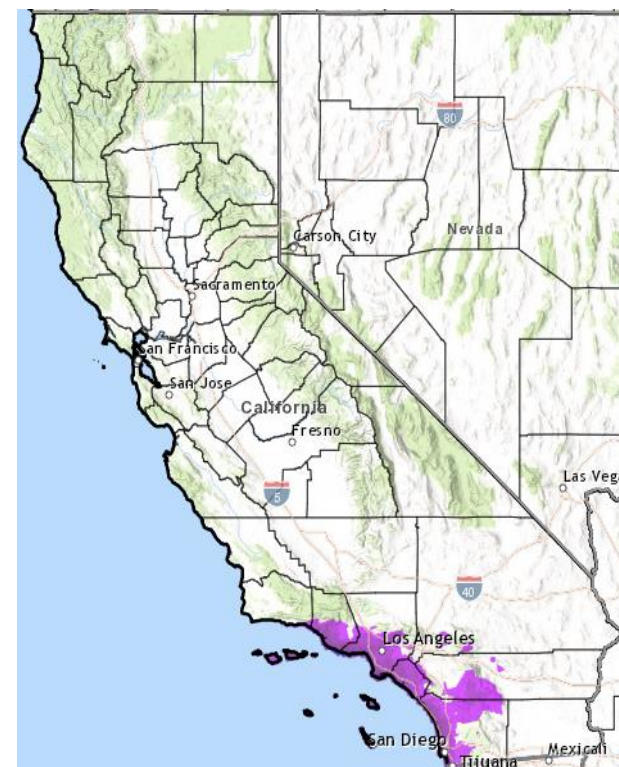 80
Nevada
Carson City
Sacramento
San Francisco
San Jose
California
Fresno
5
Las Vega
40
Los Angeles
San Diego
Tijuana
Mexicali